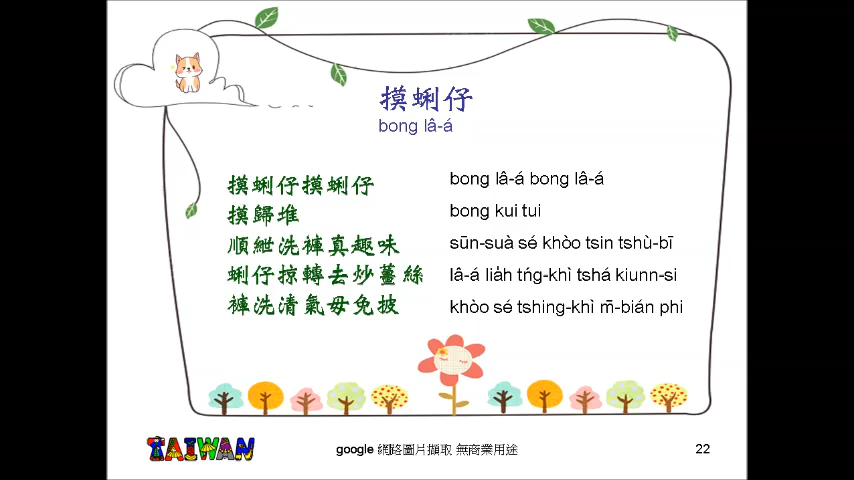 摸蜊仔
bong lâ-á
摸蜊仔摸蜊仔
bong lâ-á bong lâ-á
摸歸堆
bong kui tui
順紲洗褲真趣味
sūn-suà sé khòo tsin tshù-bī
蜊仔掠轉去炒薑絲
lâ-á lia̍h tńg-khì tshá kiunn-si
褲洗清氣毋免披
khòo sé tshing-khì m̄-bián phi
TAIWAN
google 網路圖片擷取 無商業用途
22